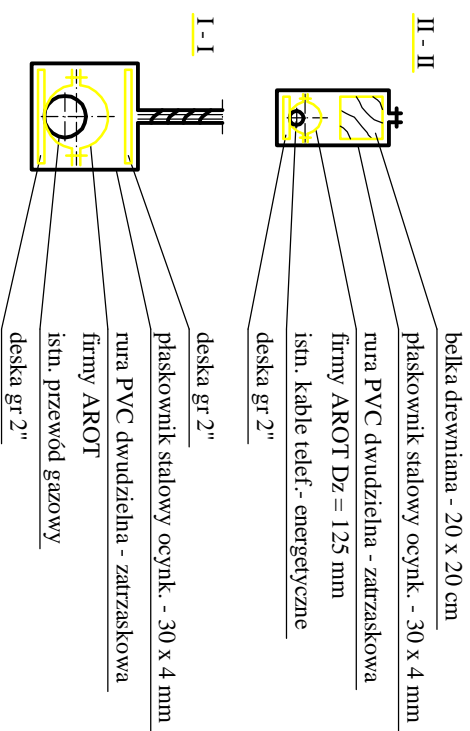 II - II
belka drewniana - 20 x 20 cm
płaskownik stalowy ocynk. - 30 x 4 mm
rura PVC dwudzielna - zatrzaskowa
firmy AROT Dz = 125 mm
istn. kable telef.- energetyczne
deska gr 2"
I - I
deska gr 2"
płaskownik stalowy ocynk. - 30 x 4 mm
rura PVC dwudzielna - zatrzaskowa
firmy AROT
istn. przewód gazowy
deska gr 2"